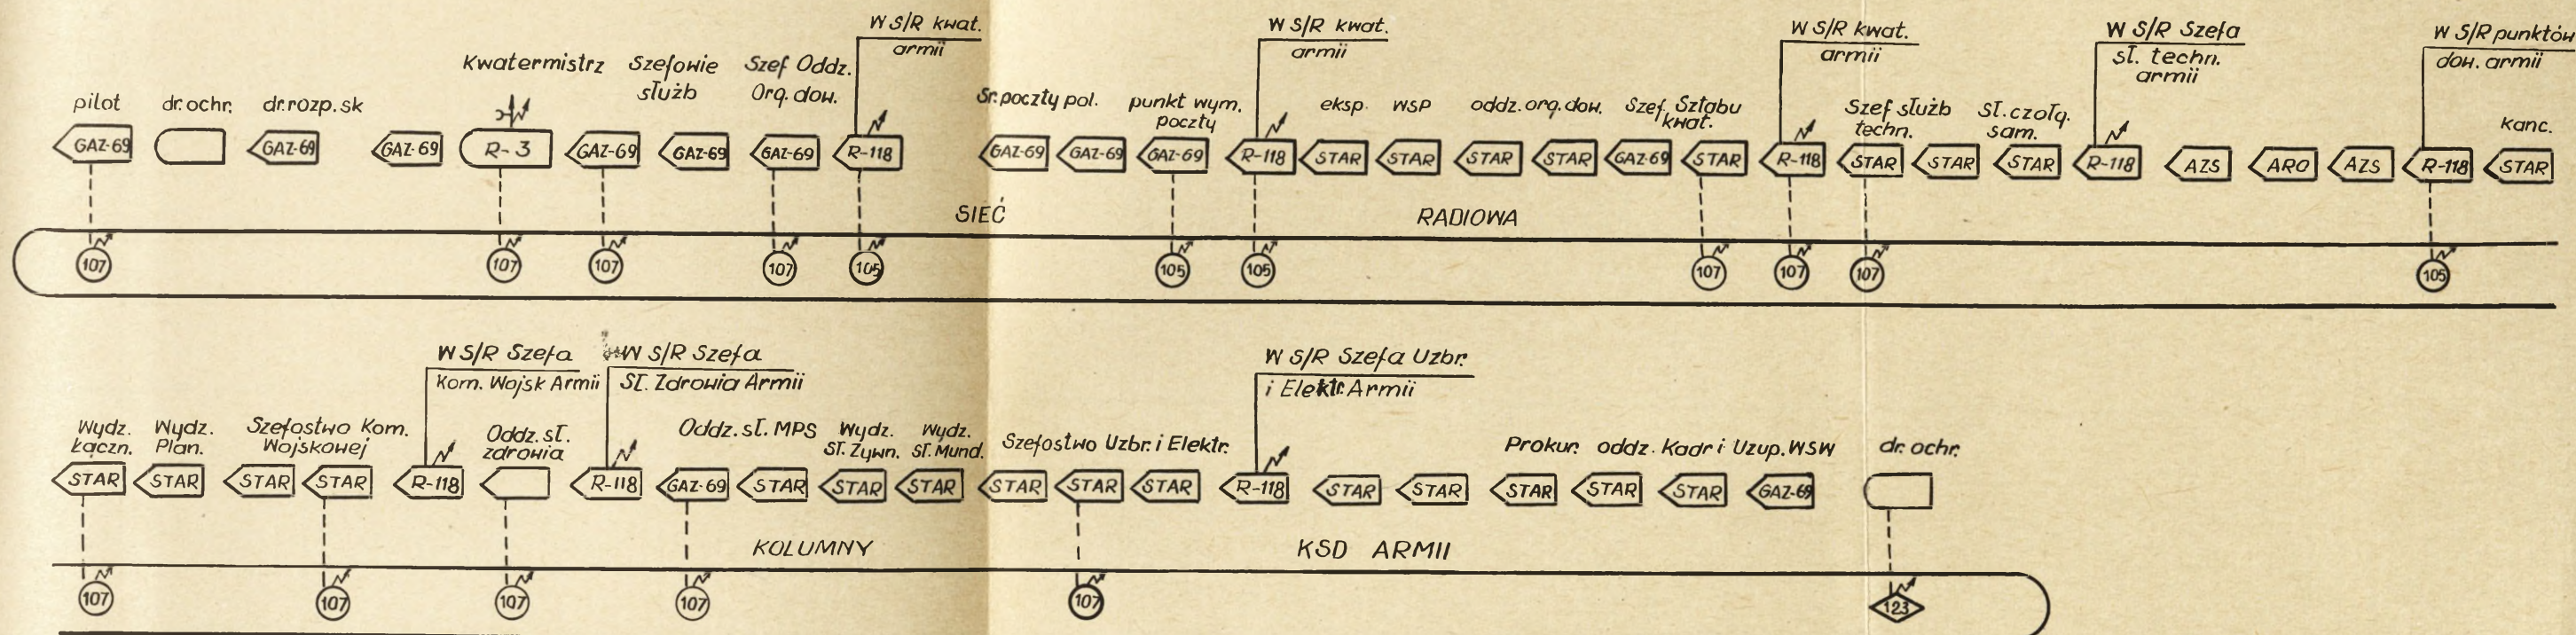 W S/R kwat.
armii
W S/R kwat.
armii
W S/R kwat.
armii
W S/R Szefa
sł. techn.
armii
W S/R punktów
dow. armii
Kwatermistrz
Szefowie
służb
Szef Oddz.
Org. dow.
pilot
dr. ochr.
dr. rozp. sk
Sr. poczty pol.
punkt wym.
poczty
eksp.
WSP
oddz. org. dow.
Szef. Sztabu
kwat.
Szef służb
techn.
Sł. czołg.
sam.
kanc.
GAZ-69
GAZ-69
GAZ-69
R-3
GAZ-69
GAZ-69
GAZ-69
R-118
GAZ-69
GAZ-69
GAZ-69
R-118
STAR
STAR
STAR
STAR
GAZ-69
STAR
R-118
STAR
STAR
STAR
R-118
AZS
ARO
AZS
R-118
STAR
SIEĆ RADIOWA
107
107
107
107
105
105
105
107
107
107
105
W S/R Szefa
Kom. Wojsk Armii
W S/R Szefa
Sł. Zdrowia Armii
W S/R Szefa Uzbr.
i Elektr. Armii
Wydz.
Łączn.
Wydz.
Plan.
Szefostwo Kom.
Wojskowej
Oddz. sł.
zdrowia
Oddz. sł. MPS
Wydz.
Sł. Żywn.
Wydz.
Sł. Mund.
Szefostwo Uzbr. i Elektr.
Prokur.
oddz. Kadr i Uzup. WSW
dr. ochr.
STAR
STAR
STAR
STAR
R-118
R-118
GAZ-69
STAR
STAR
STAR
STAR
STAR
STAR
R-118
STAR
STAR
STAR
STAR
STAR
GAZ-69
KOLUMNY KSD ARMII
107
107
107
107
107
123